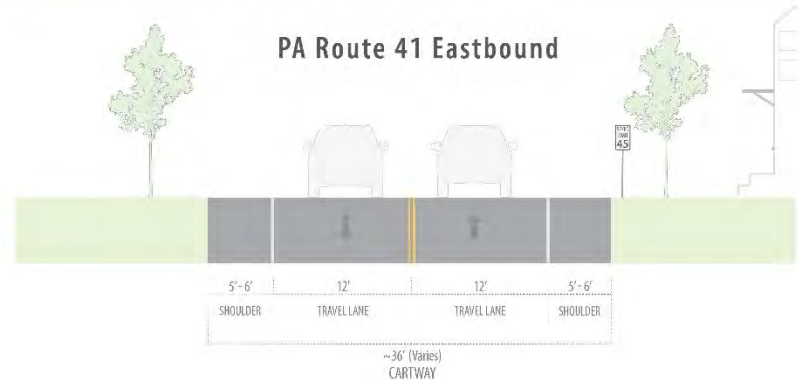 PA Route 41 Eastbound
SPEED
LIMIT
45
5'-6' 12' 12' 5'-6'
SHOULDER TRAVEL LANE TRAVEL LANE SHOULDER
~36' (Varies)
CARTWAY